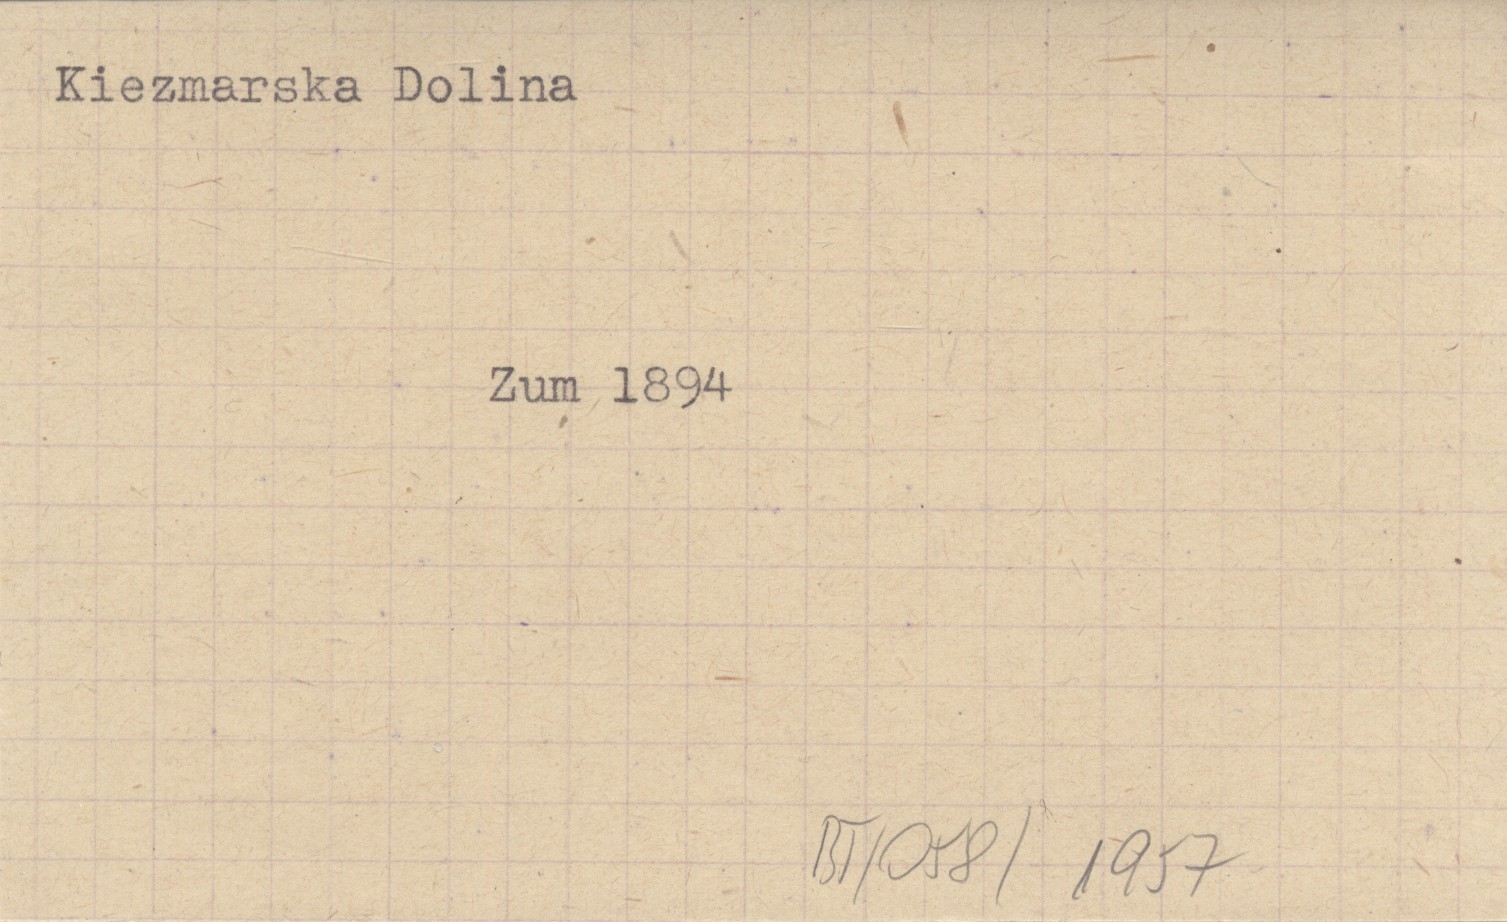 Kiezmarska Dolina
Zum 1894
BT/058/ 1957